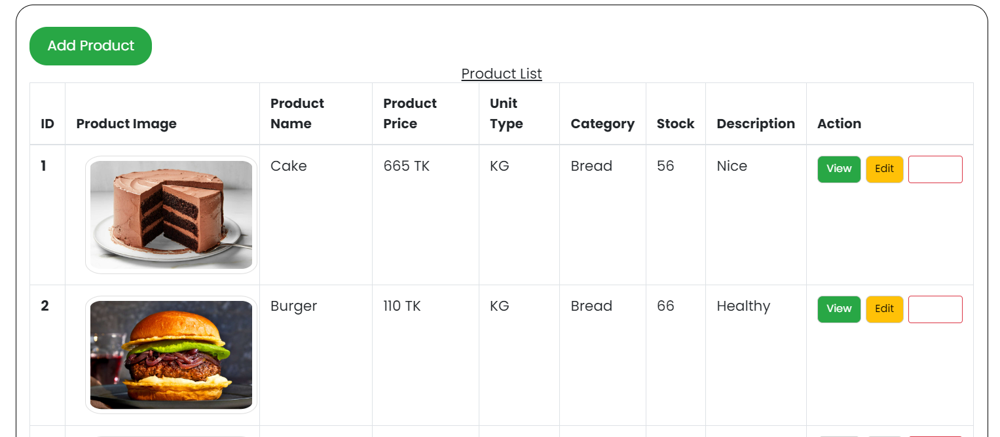 Add Product
Product List
ID Product Image Product Name Product Price Unit Type Category Stock Description Action
1 Cake 665 TK KG Bread 56 Nice View Edit
2 Burger 110 TK KG Bread 66 Healthy View Edit